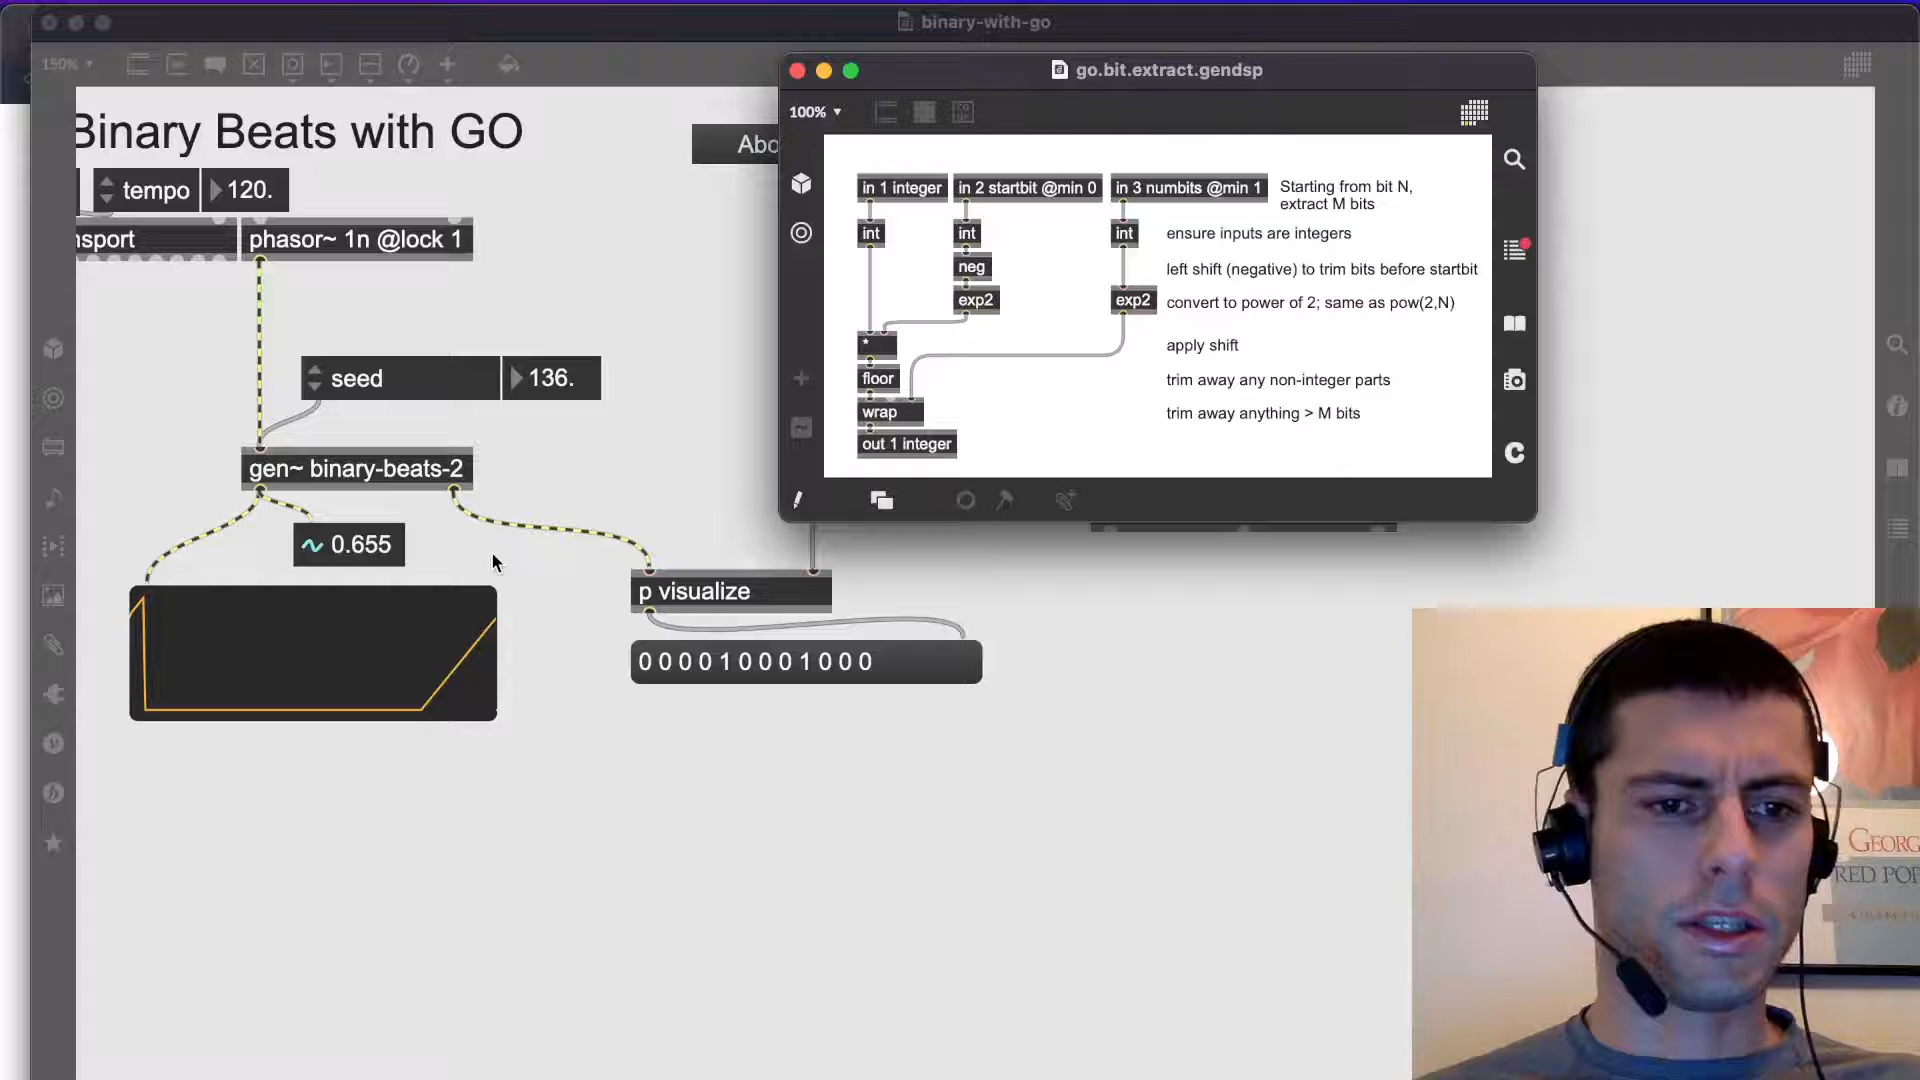 binary-with-go
150%
Binary Beats with GO
Abo
tempo
120.
nsport
phasor~ 1n @lock 1
seed
136.
gen~ binary-beats-2
0.655
p visualize
0 0 0 0 1 0 0 0 1 0 0 0
go.bit.extract.gendsp
100%
in 1 integer
in 2 startbit @min 0
in 3 numbits @min 1
Starting from bit N,
extract M bits
int
int
int
ensure inputs are integers
neg
left shift (negative) to trim bits before startbit
exp2
exp2
convert to power of 2; same as pow(2,N)
*
apply shift
floor
trim away any non-integer parts
wrap
trim away anything > M bits
out 1 integer
GEORG
RED POP